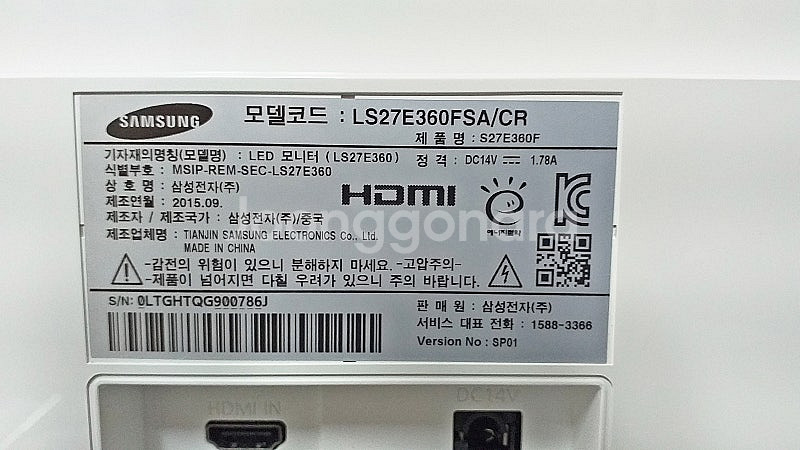 SAMSUNG
모델코드 : LS27E360FSA/CR
제 품 명 : S27E360F
기자재의명칭(모델명) : LED 모니터 (LS27E360)
정 격 : DC14V ⎓ 1.78A
식별부호 : MSIP-REM-SEC-LS27E360
상 호 명 : 삼성전자(주)
제조연월 : 2015.09.
제조자 / 제조국가 : 삼성전자(주)/중국
제조업체명 : TIANJIN SAMSUNG ELECTRONICS Co., Ltd.
MADE IN CHINA
HDMI
에너지절약
-감전의 위험이 있으니 분해하지 마세요. -고압주의-
-제품이 넘어지면 다칠 우려가 있으니 주의 바랍니다.
S/N: 0LTGHTQG900786J
판 매 원 : 삼성전자(주)
서비스 대표 전화 : 1588-3366
Version No : SP01
HDMI IN
DC14V